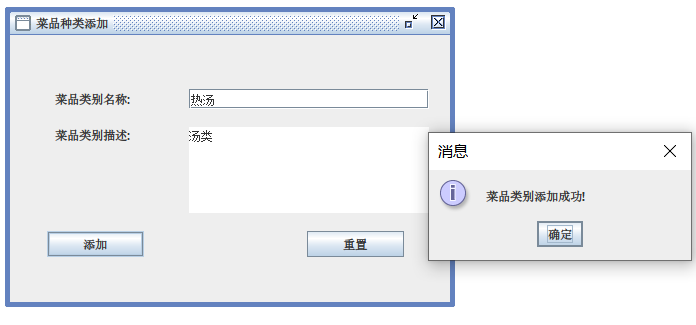 菜品种类添加
菜品类别名称:
热汤
菜品类别描述:
汤类
添加
重置
消息
i
菜品类别添加成功!
确定